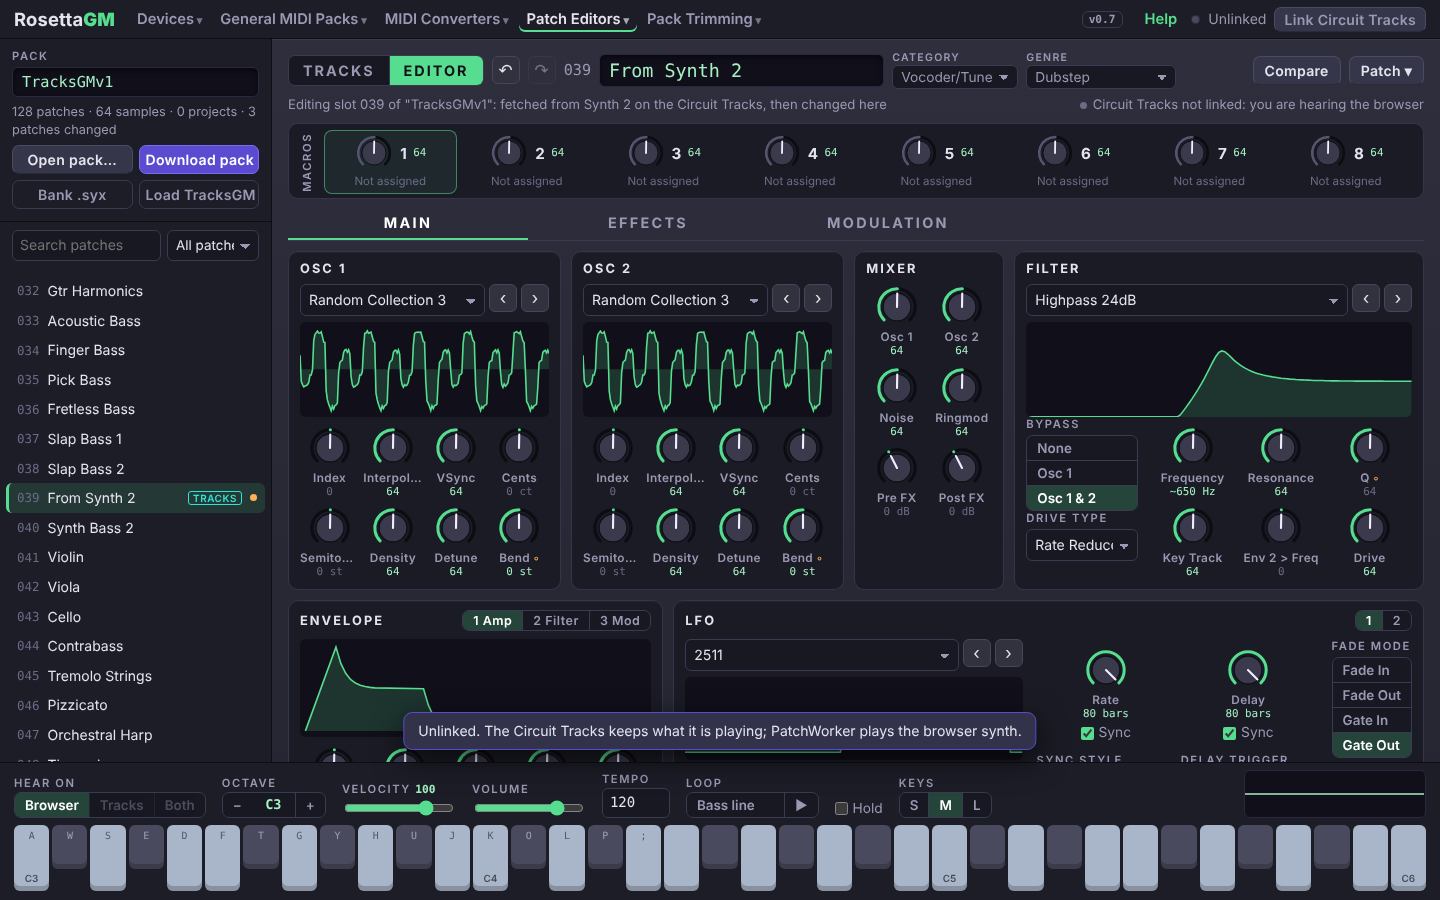 RosettaGM Devices▾ General MIDI Packs▾ MIDI Converters▾ Patch Editors▾ Pack Trimming▾ v0.7 Help Unlinked Link Circuit Tracks
PACK
TracksGMv1
128 patches · 64 samples · 0 projects · 3
patches changed
Open pack... Download pack
Bank .syx Load TracksGM
Search patches All patche
032 Gtr Harmonics
033 Acoustic Bass
034 Finger Bass
035 Pick Bass
036 Fretless Bass
037 Slap Bass 1
038 Slap Bass 2
039 From Synth 2 TRACKS
040 Synth Bass 2
041 Violin
042 Viola
043 Cello
044 Contrabass
045 Tremolo Strings
046 Pizzicato
047 Orchestral Harp
TRACKS EDITOR ↶ ↷ 039 From Synth 2
CATEGORY
Vocoder/Tune
GENRE
Dubstep
Compare Patch ▾
Editing slot 039 of "TracksGMv1": fetched from Synth 2 on the Circuit Tracks, then changed here
Circuit Tracks not linked: you are hearing the browser
MACROS
1 64 2 64 3 64 4 64 5 64 6 64 7 64 8 64
Not assigned Not assigned Not assigned Not assigned Not assigned Not assigned Not assigned Not assigned
MAIN EFFECTS MODULATION
OSC 1
Random Collection 3 ‹ ›
Index Interpol... VSync Cents
0 64 64 0 ct
Semito... Density Detune Bend
0 st 64 64 0 st
OSC 2
Random Collection 3 ‹ ›
Index Interpol... VSync Cents
0 64 64 0 ct
Semito... Density Detune Bend
0 st 64 64 0 st
MIXER
Osc 1 Osc 2
64 64
Noise Ringmod
64 64
Pre FX Post FX
0 dB 0 dB
FILTER
Highpass 24dB ‹ ›
BYPASS
None
Osc 1
Osc 1 & 2
DRIVE TYPE
Rate Reduc
Frequency Resonance Q
~650 Hz 64 64
Key Track Env 2 > Freq Drive
64 0 64
ENVELOPE 1 Amp 2 Filter 3 Mod
LFO 1 2
2511 ‹ ›
Rate Delay
80 bars 80 bars
Sync Sync
SYNC STYLE DELAY TRIGGER
FADE MODE
Fade In
Fade Out
Gate In
Gate Out
Unlinked. The Circuit Tracks keeps what it is playing; PatchWorker plays the browser synth.
HEAR ON
Browser Tracks Both
OCTAVE
− C3 +
VELOCITY 100
VOLUME
TEMPO
120
LOOP
Bass line ▶
Hold
KEYS
S M L
A W S E D F T G Y H U J K O L P ;
C3 C4 C5 C6